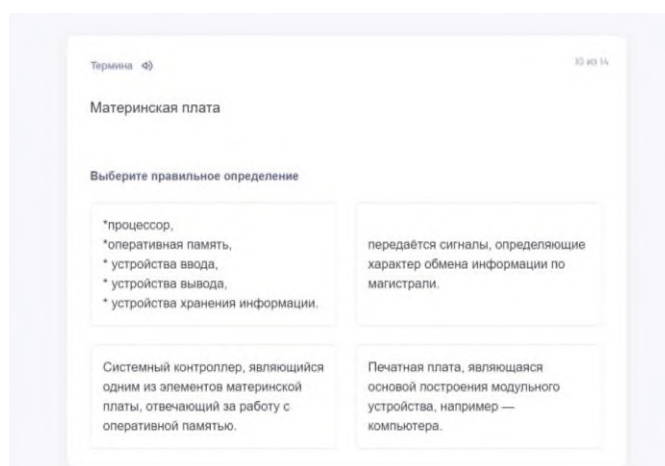 Термина
10 из 14
Материнская плата
Выберите правильное определение
*процессор,
*оперативная память,
* устройства ввода,
* устройства вывода,
* устройства хранения информации.
передаётся сигналы, определяющие
характер обмена информации по
магистрали.
Системный контроллер, являющийся
одним из элементов материнской
платы, отвечающий за работу с
оперативной памятью.
Печатная плата, являющаяся
основой построения модульного
устройства, например —
компьютера.